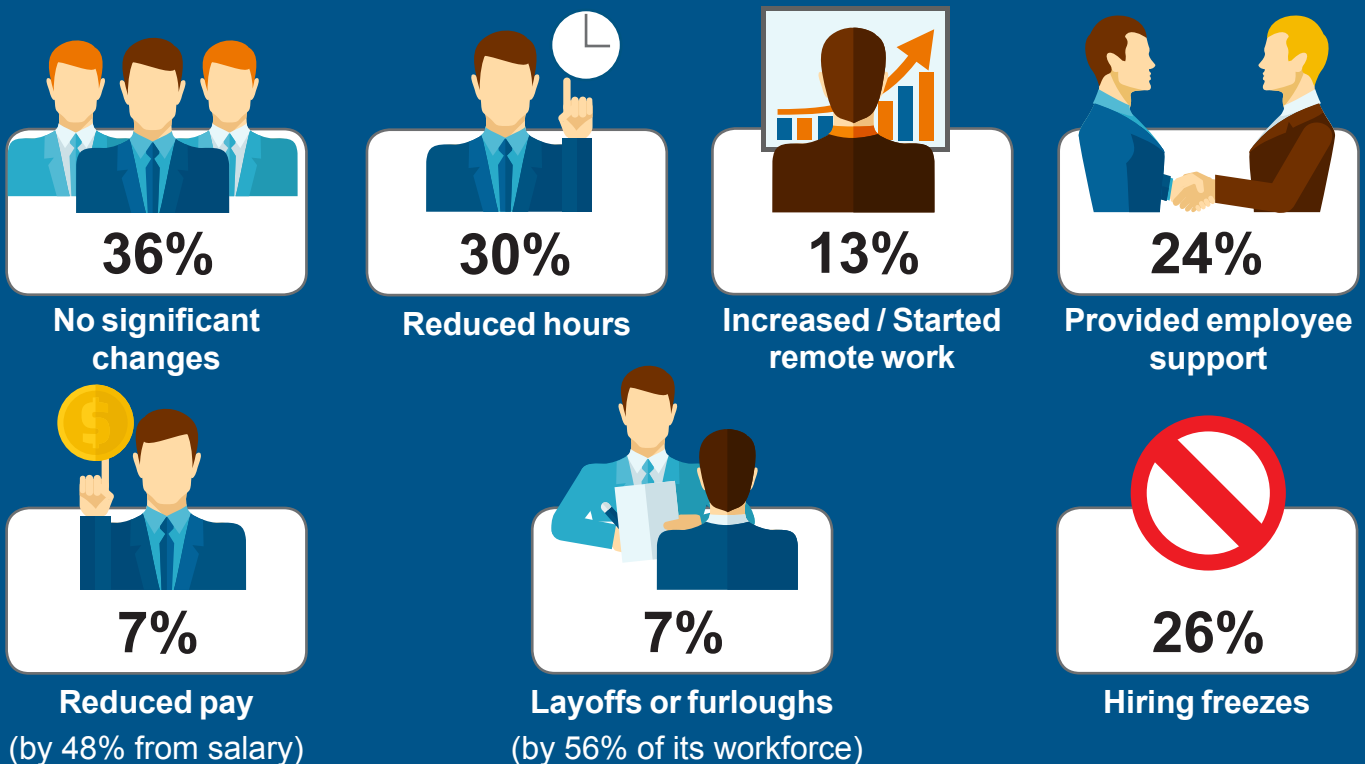 36%
No significant
changes
30%
Reduced hours
13%
Increased / Started
remote work
24%
Provided employee
support
$
7%
Reduced pay
(by 48% from salary)
7%
Layoffs or furloughs
(by 56% of its workforce)
26%
Hiring freezes